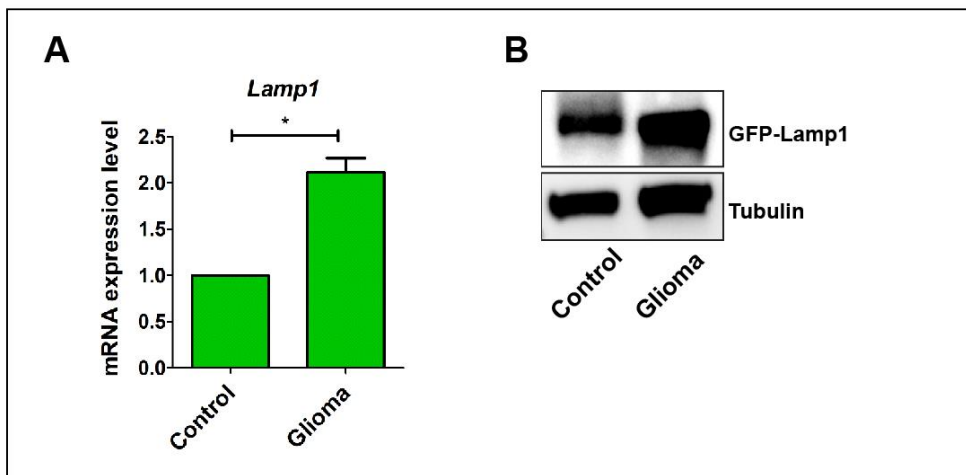 A
Lamp1
*
mRNA expression level
2.5
2.0
1.5
1.0
0.5
0.0
Control
Glioma
B
GFP-Lamp1
Tubulin
Control
Glioma